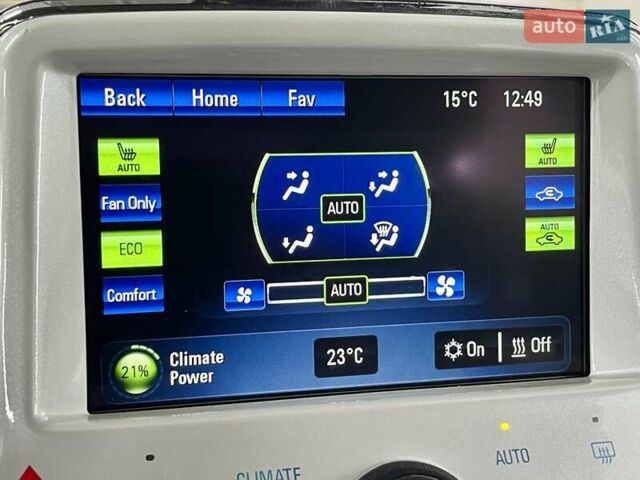 auto RIA .com
Back Home Fav 15°C 12:49
AUTO AUTO
Fan Only AUTO
ECO AUTO
Comfort AUTO
21% Climate Power 23°C On Off
CLIMATE AUTO